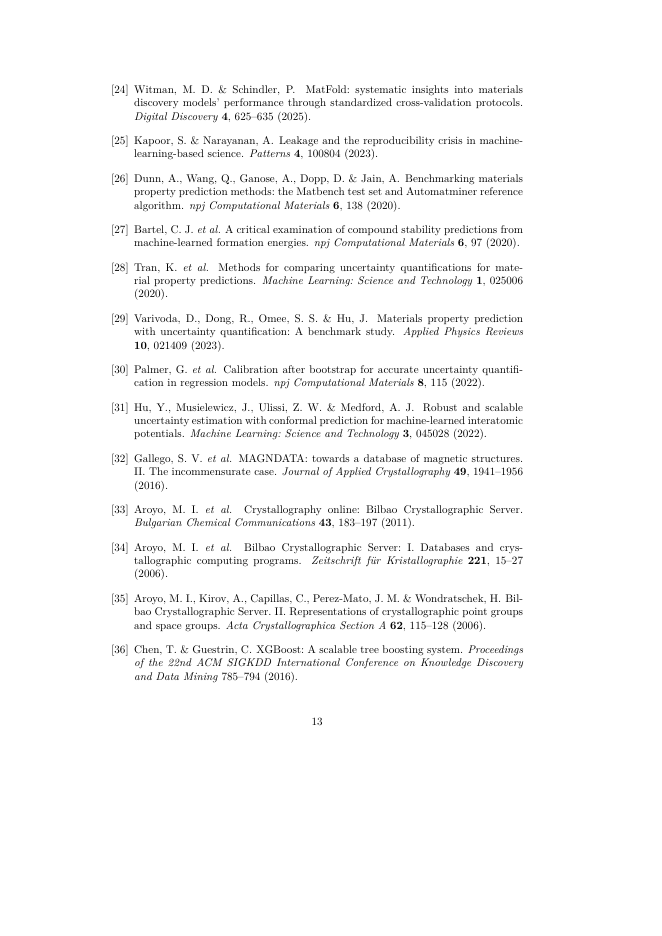 [24] Witman, M. D. & Schindler, P. MatFold: systematic insights into materials
discovery models' performance through standardized cross-validation protocols.
Digital Discovery 4, 625–635 (2025).
[25] Kapoor, S. & Narayanan, A. Leakage and the reproducibility crisis in machine-
learning-based science. Patterns 4, 100804 (2023).
[26] Dunn, A., Wang, Q., Ganose, A., Dopp, D. & Jain, A. Benchmarking materials
property prediction methods: the Matbench test set and Automatminer reference
algorithm. npj Computational Materials 6, 138 (2020).
[27] Bartel, C. J. et al. A critical examination of compound stability predictions from
machine-learned formation energies. npj Computational Materials 6, 97 (2020).
[28] Tran, K. et al. Methods for comparing uncertainty quantifications for mate-
rial property predictions. Machine Learning: Science and Technology 1, 025006
(2020).
[29] Varivoda, D., Dong, R., Omee, S. S. & Hu, J. Materials property prediction
with uncertainty quantification: A benchmark study. Applied Physics Reviews
10, 021409 (2023).
[30] Palmer, G. et al. Calibration after bootstrap for accurate uncertainty quantifi-
cation in regression models. npj Computational Materials 8, 115 (2022).
[31] Hu, Y., Musielewicz, J., Ulissi, Z. W. & Medford, A. J. Robust and scalable
uncertainty estimation with conformal prediction for machine-learned interatomic
potentials. Machine Learning: Science and Technology 3, 045028 (2022).
[32] Gallego, S. V. et al. MAGNDATA: towards a database of magnetic structures.
II. The incommensurate case. Journal of Applied Crystallography 49, 1941–1956
(2016).
[33] Aroyo, M. I. et al. Crystallography online: Bilbao Crystallographic Server.
Bulgarian Chemical Communications 43, 183–197 (2011).
[34] Aroyo, M. I. et al. Bilbao Crystallographic Server: I. Databases and crys-
tallographic computing programs. Zeitschrift für Kristallographie 221, 15–27
(2006).
[35] Aroyo, M. I., Kirov, A., Capillas, C., Perez-Mato, J. M. & Wondratschek, H. Bil-
bao Crystallographic Server. II. Representations of crystallographic point groups
and space groups. Acta Crystallographica Section A 62, 115–128 (2006).
[36] Chen, T. & Guestrin, C. XGBoost: A scalable tree boosting system. Proceedings
of the 22nd ACM SIGKDD International Conference on Knowledge Discovery
and Data Mining 785–794 (2016).
13